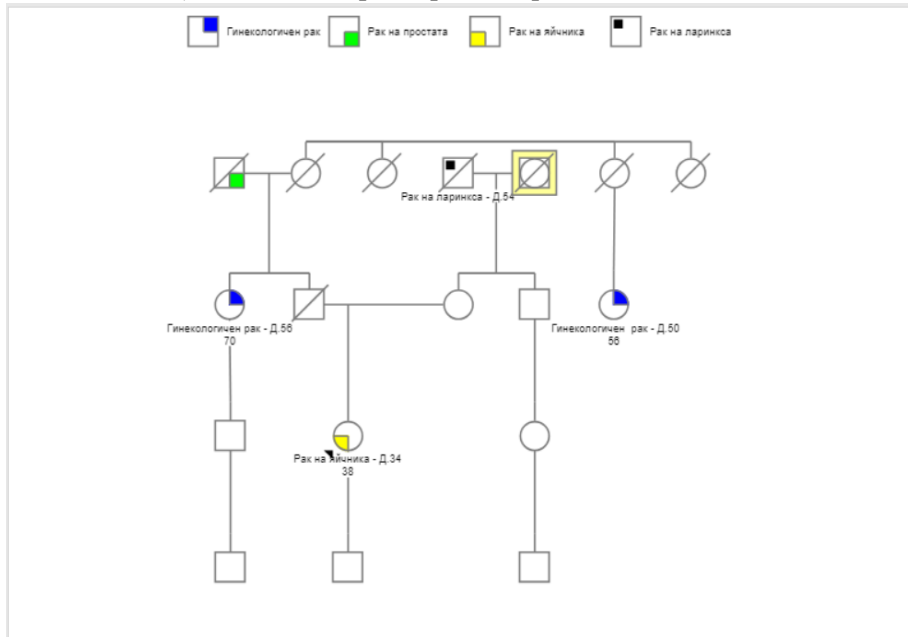 Гинекологичен рак
Рак на простата
Рак на яйчника
Рак на ларинкса
Рак на ларинкса - Д.54
Гинекологичен рак - Д.56
70
Гинекологичен рак - Д.50
56
Рак на яйчника - Д.34
38